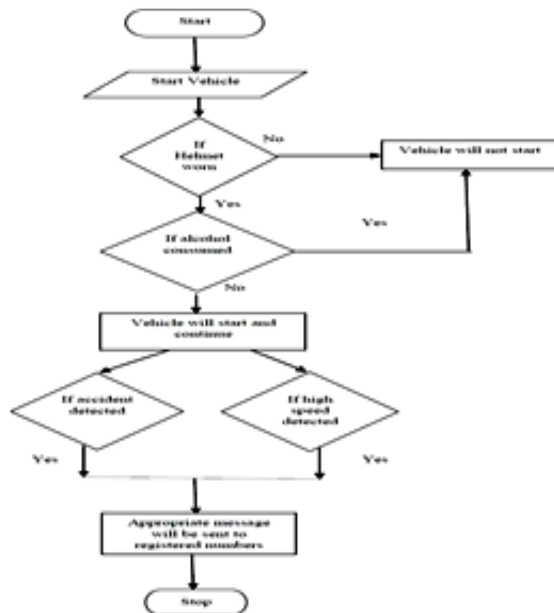 Start
Start Vehicle
If
Helmet
worn
No
Vehicle will not start
Yes
If alcohol
consumed
Yes
No
Vehicle will start and
continue
If accident
detected
If high
speed
detected
Yes
Yes
Appropriate message
will be sent to
registered numbers
Stop